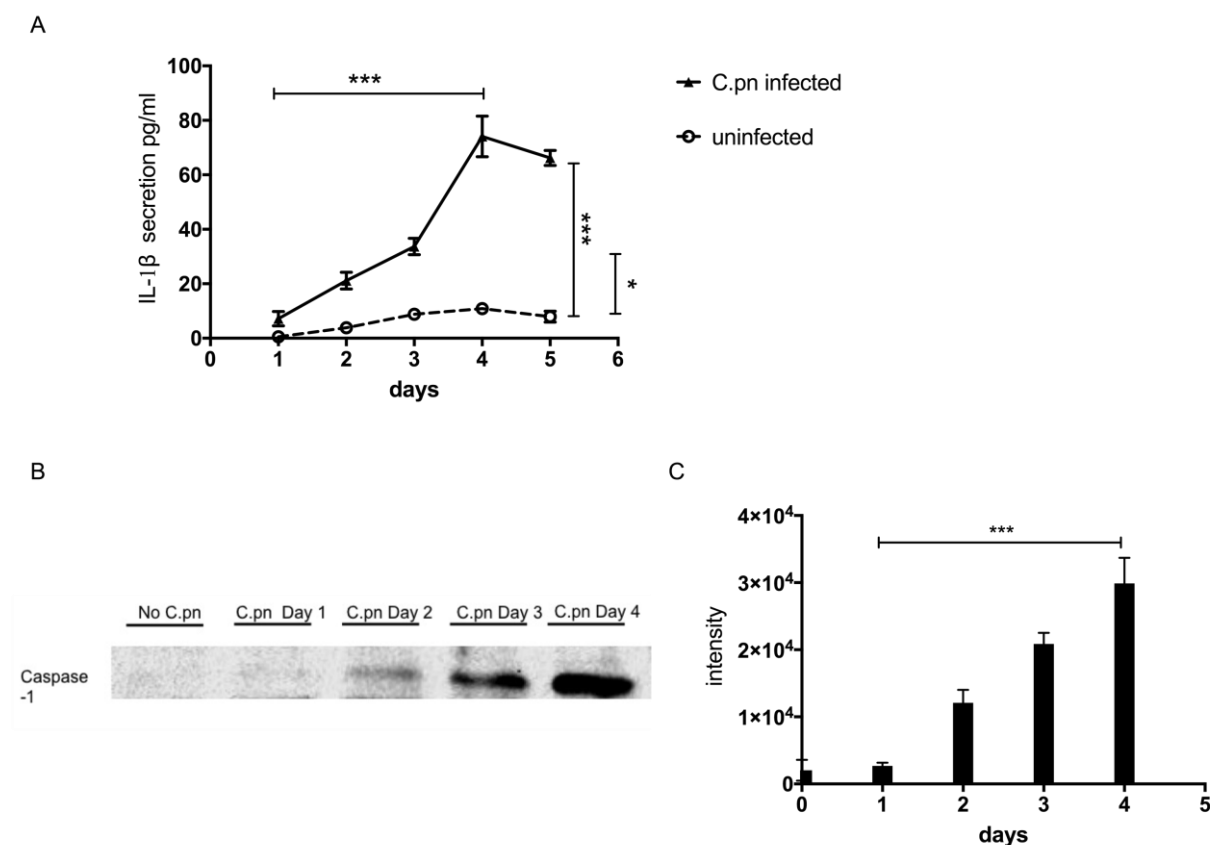 A
100
80
60
40
20
0
IL-1β secretion pg/ml
***
***
*
0 1 2 3 4 5 6
days
C.pn infected
uninfected
B
No C.pn C.pn Day 1 C.pn Day 2 C.pn Day 3 C.pn Day 4
Caspase
-1
C
4×10⁴
3×10⁴
2×10⁴
1×10⁴
0
intensity
***
0 1 2 3 4 5
days